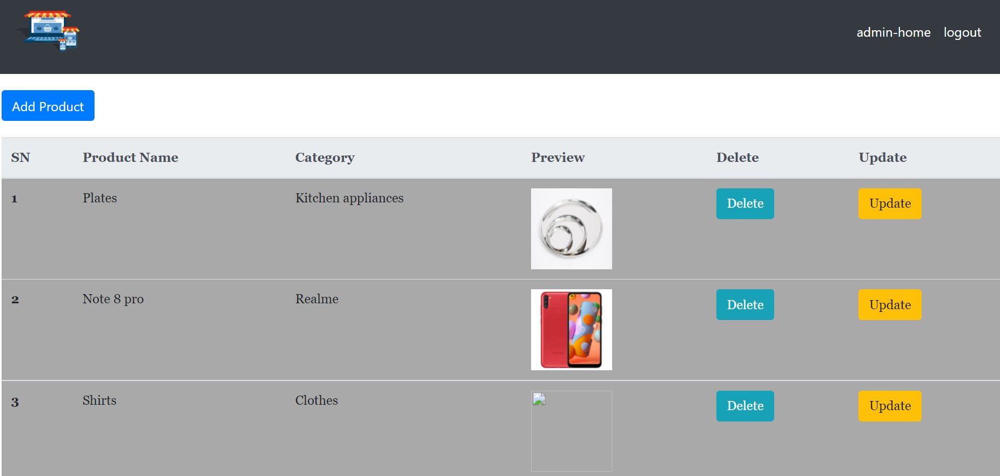 admin-home logout
Add Product
SN Product Name Category Preview Delete Update
1 Plates Kitchen appliances Delete Update
2 Note 8 pro Realme Delete Update
3 Shirts Clothes Delete Update